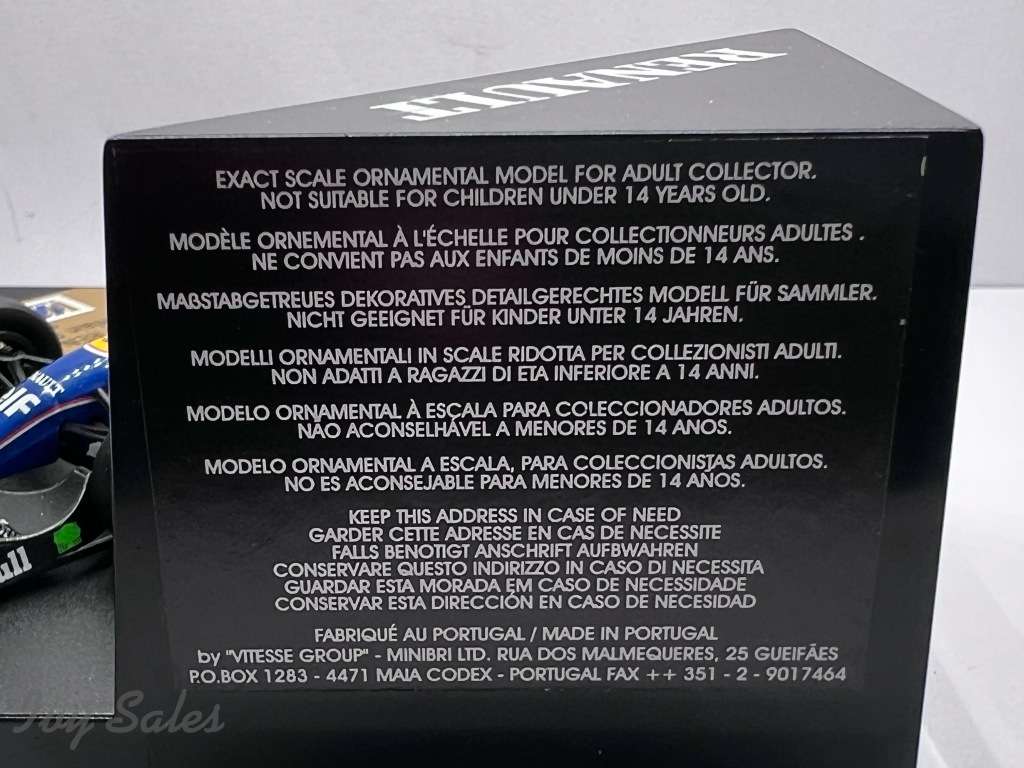 RENAULT
EXACT SCALE ORNAMENTAL MODEL FOR ADULT COLLECTOR.
NOT SUITABLE FOR CHILDREN UNDER 14 YEARS OLD.
MODÈLE ORNEMENTAL À L'ÉCHELLE POUR COLLECTIONNEURS ADULTES .
NE CONVIENT PAS AUX ENFANTS DE MOINS DE 14 ANS.
MAßSTABGETREUES DEKORATIVES DETAILGERECHTES MODELL FÜR SAMMLER.
NICHT GEEIGNET FÜR KINDER UNTER 14 JAHREN.
MODELLI ORNAMENTALI IN SCALE RIDOTTA PER COLLEZIONISTI ADULTI.
NON ADATTI A RAGAZZI DI ETA INFERIORE A 14 ANNI.
MODELO ORNAMENTAL À ESCALA PARA COLECCIONADORES ADULTOS.
NAO ACONSELHÁVEL A MENORES DE 14 ANOS.
MODELO ORNAMENTAL A ESCALA, PARA COLECCIONISTAS ADULTOS.
NO ES ACONSEJABLE PARA MENORES DE 14 AÑOS.
KEEP THIS ADDRESS IN CASE OF NEED
GARDER CETTE ADRESSE EN CAS DE NECESSITE
FALLS BENOTIGT ANSCHRIFT AUFBWAHREN
CONSERVARE QUESTO INDIRIZZO IN CASO DI NECESSITA
GUARDAR ESTA MORADA EM CASO DE NECESSIDADE
CONSERVAR ESTA DIRECCIÓN EN CASO DE NECESIDAD
FABRIQUÉ AU PORTUGAL / MADE IN PORTUGAL
by "VITESSE GROUP" - MINIBRI LTD. RUA DOS MALMEQUERES, 25 GUEIFÃES
P.O.BOX 1283 - 4471 MAIA CODEX - PORTUGAL FAX ++ 351 - 2 - 9017464
Sales